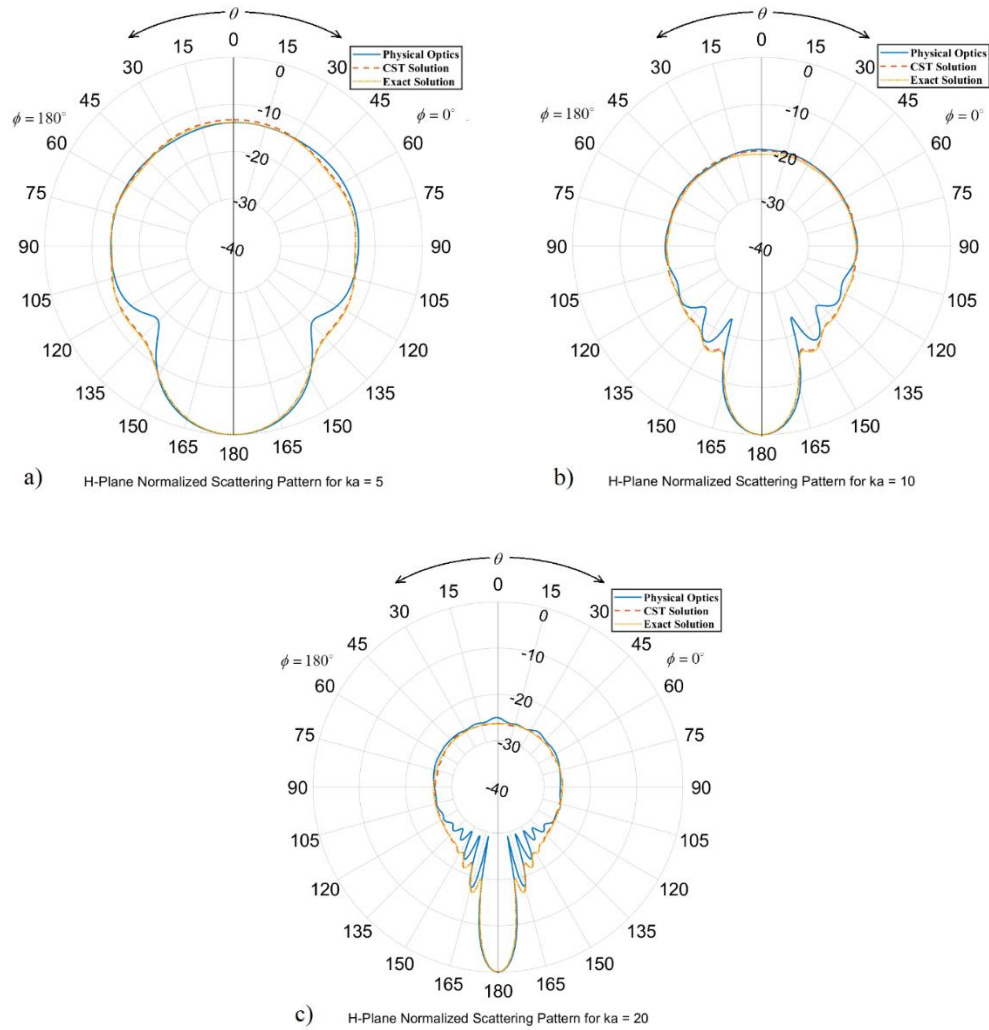 θ
0
15 15
30 30
45 45
60 60
75 75
90 90
105 105
120 120
135 135
150 150
165 165
180
ϕ = 180°
ϕ = 0°
0
-10
-20
-30
-40
Physical Optics
CST Solution
Exact Solution
a) H-Plane Normalized Scattering Pattern for ka = 5
θ
0
15 15
30 30
45 45
60 60
75 75
90 90
105 105
120 120
135 135
150 150
165 165
180
ϕ = 180°
ϕ = 0°
0
-10
-20
-30
-40
Physical Optics
CST Solution
Exact Solution
b) H-Plane Normalized Scattering Pattern for ka = 10
θ
0
15 15
30 30
45 45
60 60
75 75
90 90
105 105
120 120
135 135
150 150
165 165
180
ϕ = 180°
ϕ = 0°
0
-10
-20
-30
-40
Physical Optics
CST Solution
Exact Solution
c) H-Plane Normalized Scattering Pattern for ka = 20